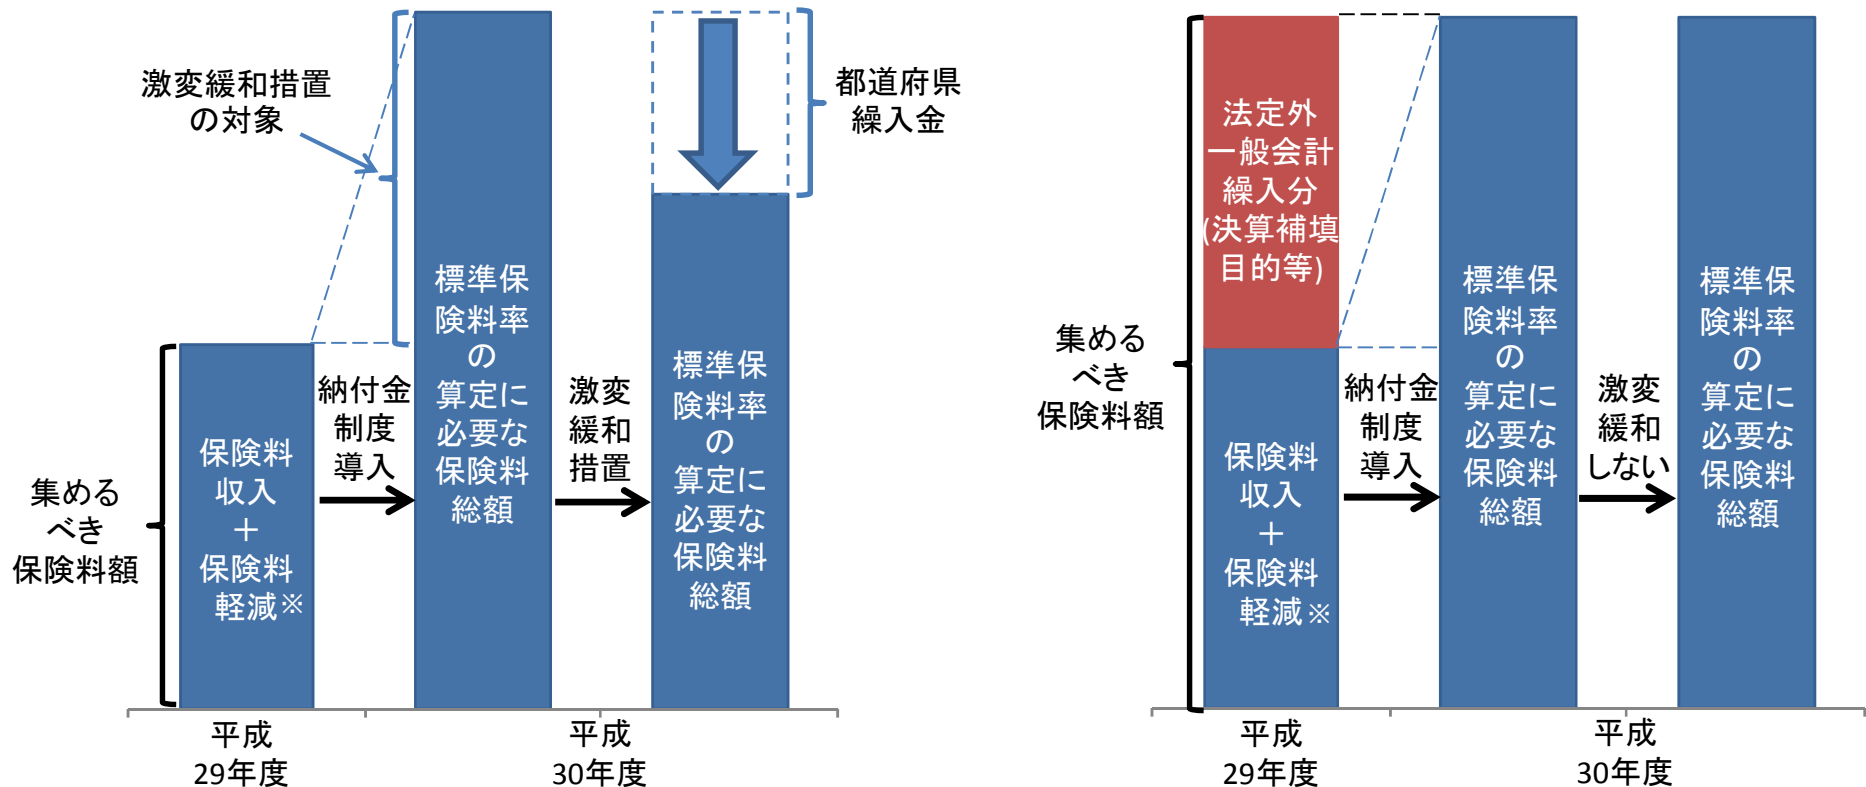 激変緩和措置
の対象
都道府県
繰入金
集める
べき
保険料額
保険料
収入
＋
保険料
軽減※
納付金
制度
導入
標準保
険料率
の
算定に
必要な
保険料
総額
激変
緩和
措置
標準保
険料率
の
算定に
必要な
保険料
総額
平成
29年度
平成
30年度
集める
べき
保険料額
法定外
一般会計
繰入分
(決算補填
目的等)
保険料
収入
＋
保険料
軽減※
納付金
制度
導入
標準保
険料率
の
算定に
必要な
保険料
総額
激変
緩和
しない
標準保
険料率
の
算定に
必要な
保険料
総額
平成
29年度
平成
30年度